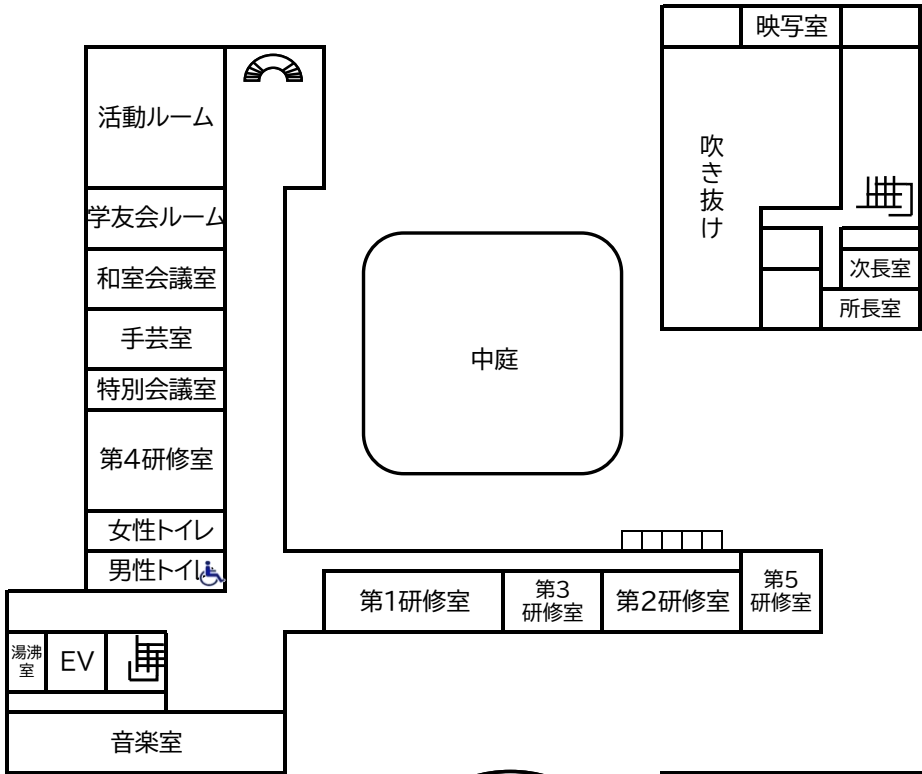 映写室
活動ルーム
吹き抜け
学友会ルーム
和室会議室
次長室
所長室
手芸室
中庭
特別会議室
第4研修室
女性トイレ
男性トイレ
第1研修室
第3
研修室
第2研修室
第5
研修室
湯沸
室
EV
音楽室